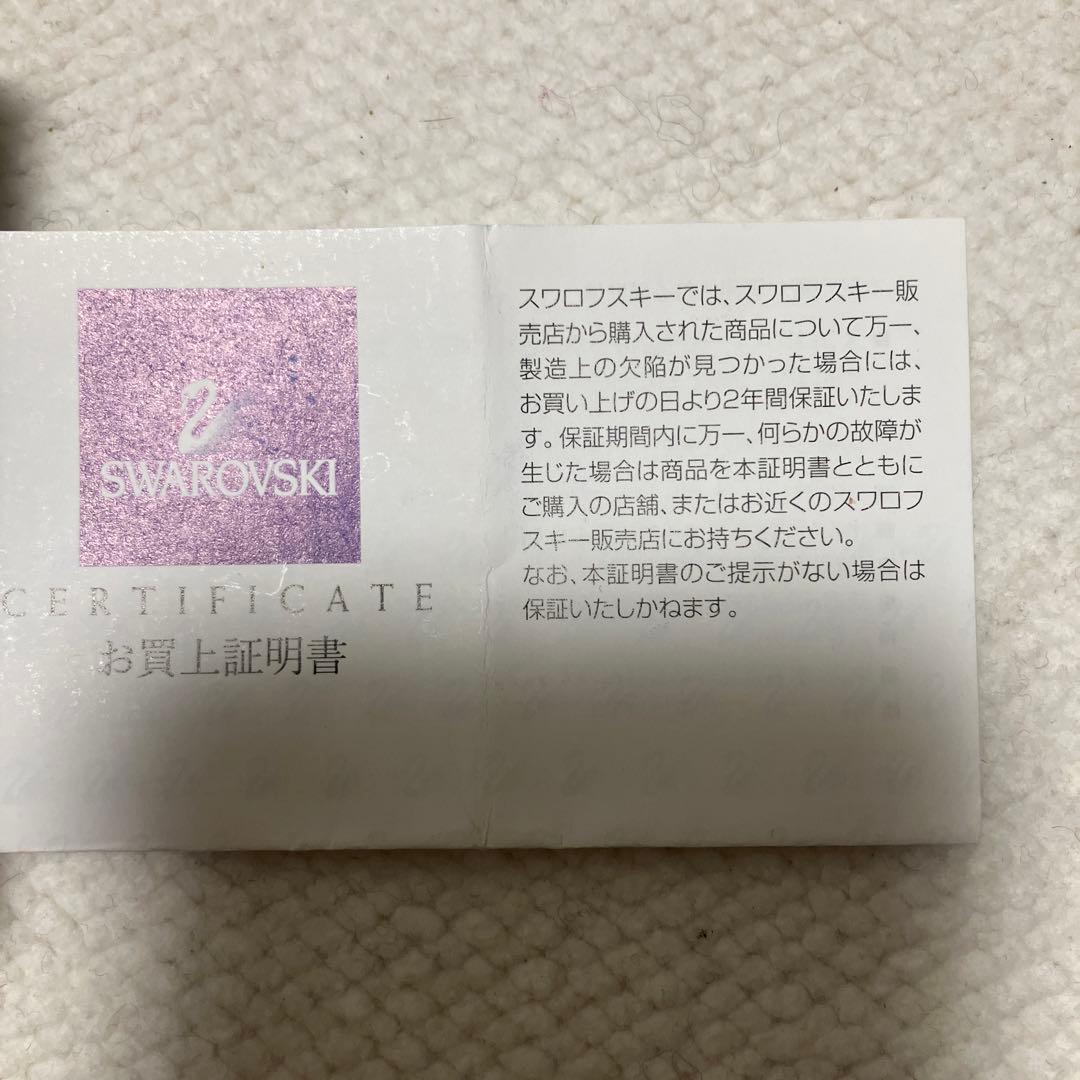 SWAROVSKI
CERTIFICATE
お買上証明書
スワロフスキーでは、スワロフスキー販
売店から購入された商品について万一、
製造上の欠陥が見つかった場合には、
お買い上げの日より2年間保証いたしま
す。保証期間内に万一、何らかの故障が
生じた場合は商品を本証明書とともに
ご購入の店舗、またはお近くのスワロフ
スキー販売店にお持ちください。
なお、本証明書のご提示がない場合は
保証いたしかねます。